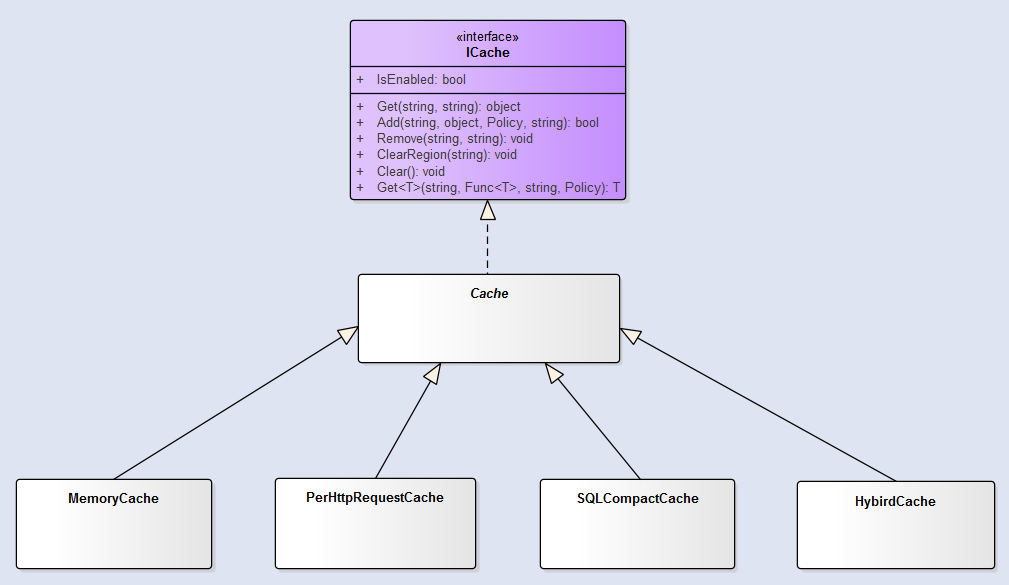 «interface»
ICache
+ IsEnabled: bool
+ Get(string, string): object
+ Add(string, object, Policy, string): bool
+ Remove(string, string): void
+ ClearRegion(string): void
+ Clear(): void
+ Get<T>(string, Func<T>, string, Policy): T
Cache
MemoryCache
PerHttpRequestCache
SQLCompactCache
HybirdCache